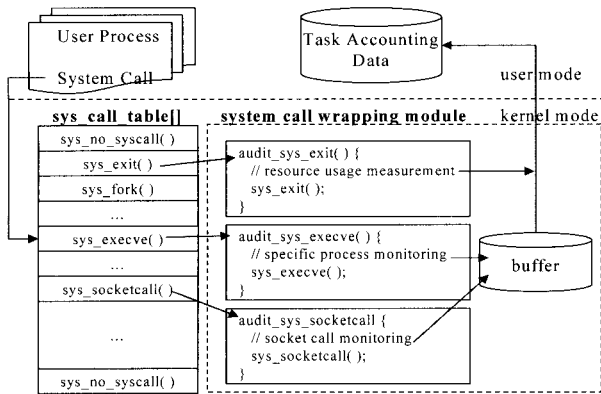 User Process
System Call
Task Accounting
Data
user mode
kernel mode
sys_call_table[]
sys_no_syscall( )
sys_exit( )
sys_fork( )
...
sys_execve( )
...
sys_socketcall( )
...
sys_no_syscall( )
system call wrapping module
audit_sys_exit( ) {
// resource usage measurement
sys_exit( );
}
audit_sys_execve( ) {
// specific process monitoring
sys_execve( );
}
audit_sys_socketcall {
// socket call monitoring
sys_socketcall( );
}
buffer